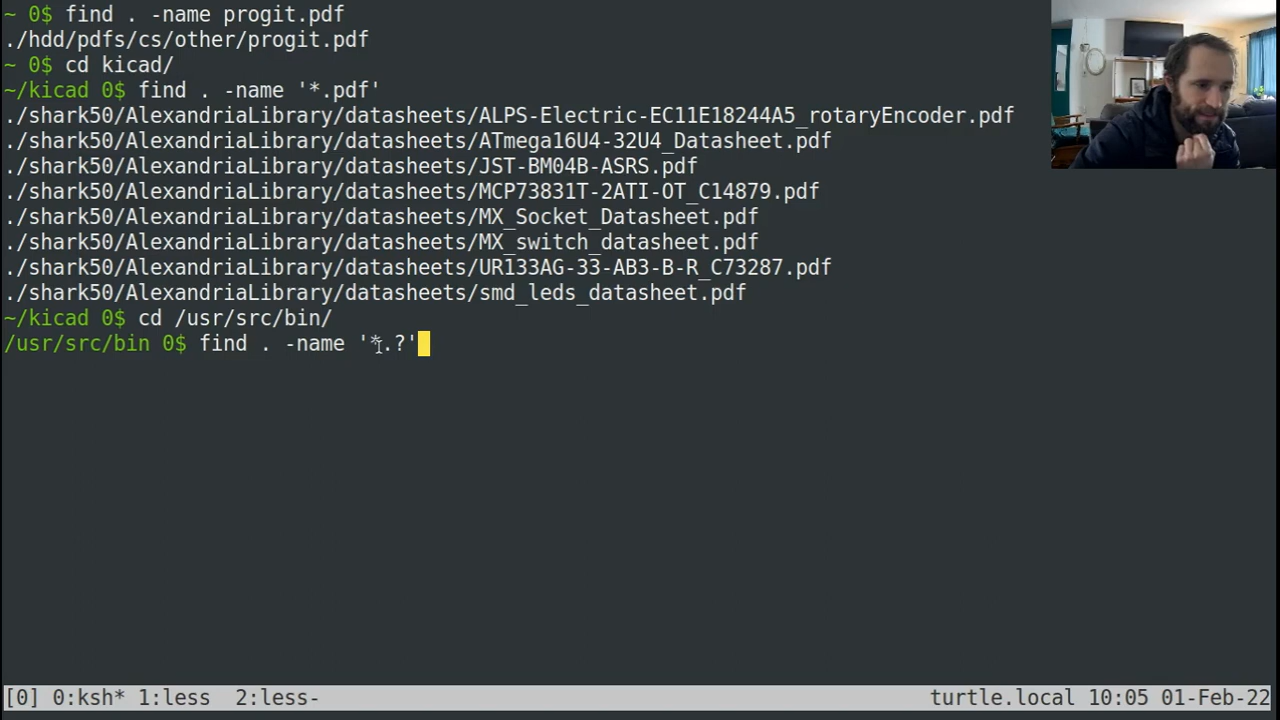 ~ 0$ find . -name progit.pdf
./hdd/pdfs/cs/other/progit.pdf
~ 0$ cd kicad/
~/kicad 0$ find . -name '*.pdf'
./shark50/AlexandriaLibrary/datasheets/ALPS-Electric-EC11E18244A5_rotaryEncoder.pdf
./shark50/AlexandriaLibrary/datasheets/ATmega16U4-32U4_Datasheet.pdf
./shark50/AlexandriaLibrary/datasheets/JST-BM04B-ASRS.pdf
./shark50/AlexandriaLibrary/datasheets/MCP73831T-2ATI-OT_C14879.pdf
./shark50/AlexandriaLibrary/datasheets/MX_Socket_Datasheet.pdf
./shark50/AlexandriaLibrary/datasheets/MX_switch_datasheet.pdf
./shark50/AlexandriaLibrary/datasheets/UR133AG-33-AB3-B-R_C73287.pdf
./shark50/AlexandriaLibrary/datasheets/smd_leds_datasheet.pdf
~/kicad 0$ cd /usr/src/bin/
/usr/src/bin 0$ find . -name '*.?'
[0] 0:ksh* 1:less  2:less- turtle.local 10:05 01-Feb-22